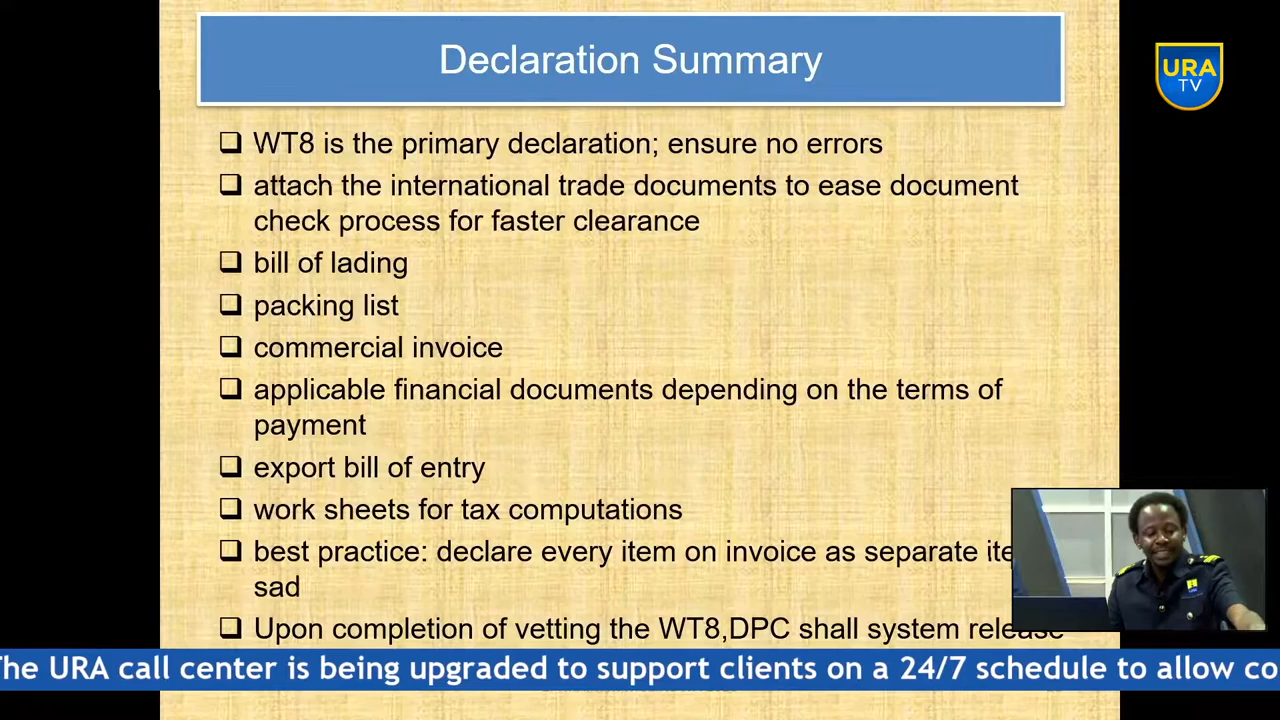 Declaration Summary
URA
TV
WT8 is the primary declaration; ensure no errors
attach the international trade documents to ease document
check process for faster clearance
bill of lading
packing list
commercial invoice
applicable financial documents depending on the terms of
payment
export bill of entry
work sheets for tax computations
best practice: declare every item on invoice as separate
sad
Upon completion of vetting the WT8,DPC shall system release
The URA call center is being upgraded to support clients on a 24/7 schedule to allow